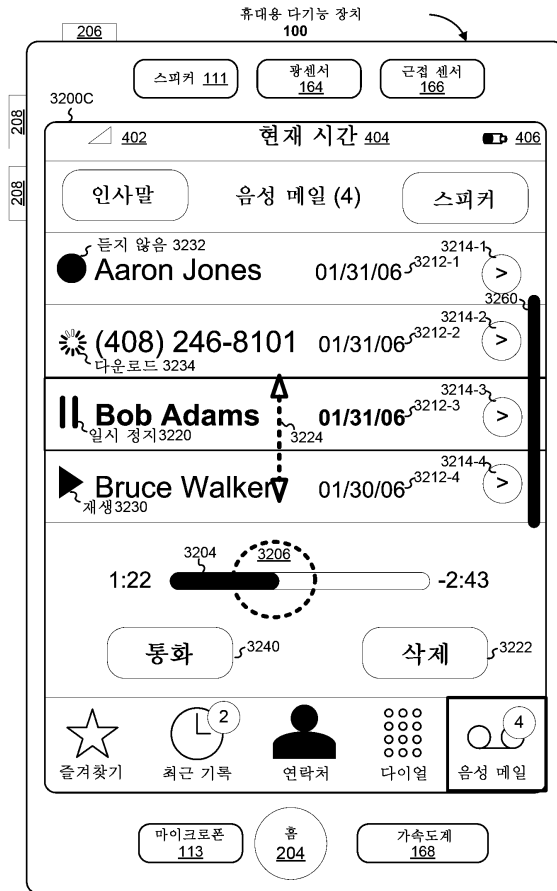 휴대용 다기능 장치
100
206
스피커 111
광센서
164
근접 센서
166
208
208
3200C
402
현재 시간 404
406
인사말
음성 메일 (4)
스피커
듣지 않음 3232
Aaron Jones
01/31/06
3212-1
3214-1
>
3260
(408) 246-8101
다운로드 3234
01/31/06
3212-2
3214-2
>
Bob Adams
일시 정지3220
3224
01/31/06
3212-3
3214-3
>
Bruce Walker
재생3230
01/30/06
3212-4
3214-4
>
3204
3206
1:22
-2:43
통화
3240
삭제
3222
즐겨찾기
2
최근 기록
연락처
다이얼
4
음성 메일
마이크로폰
113
홈
204
가속도계
168